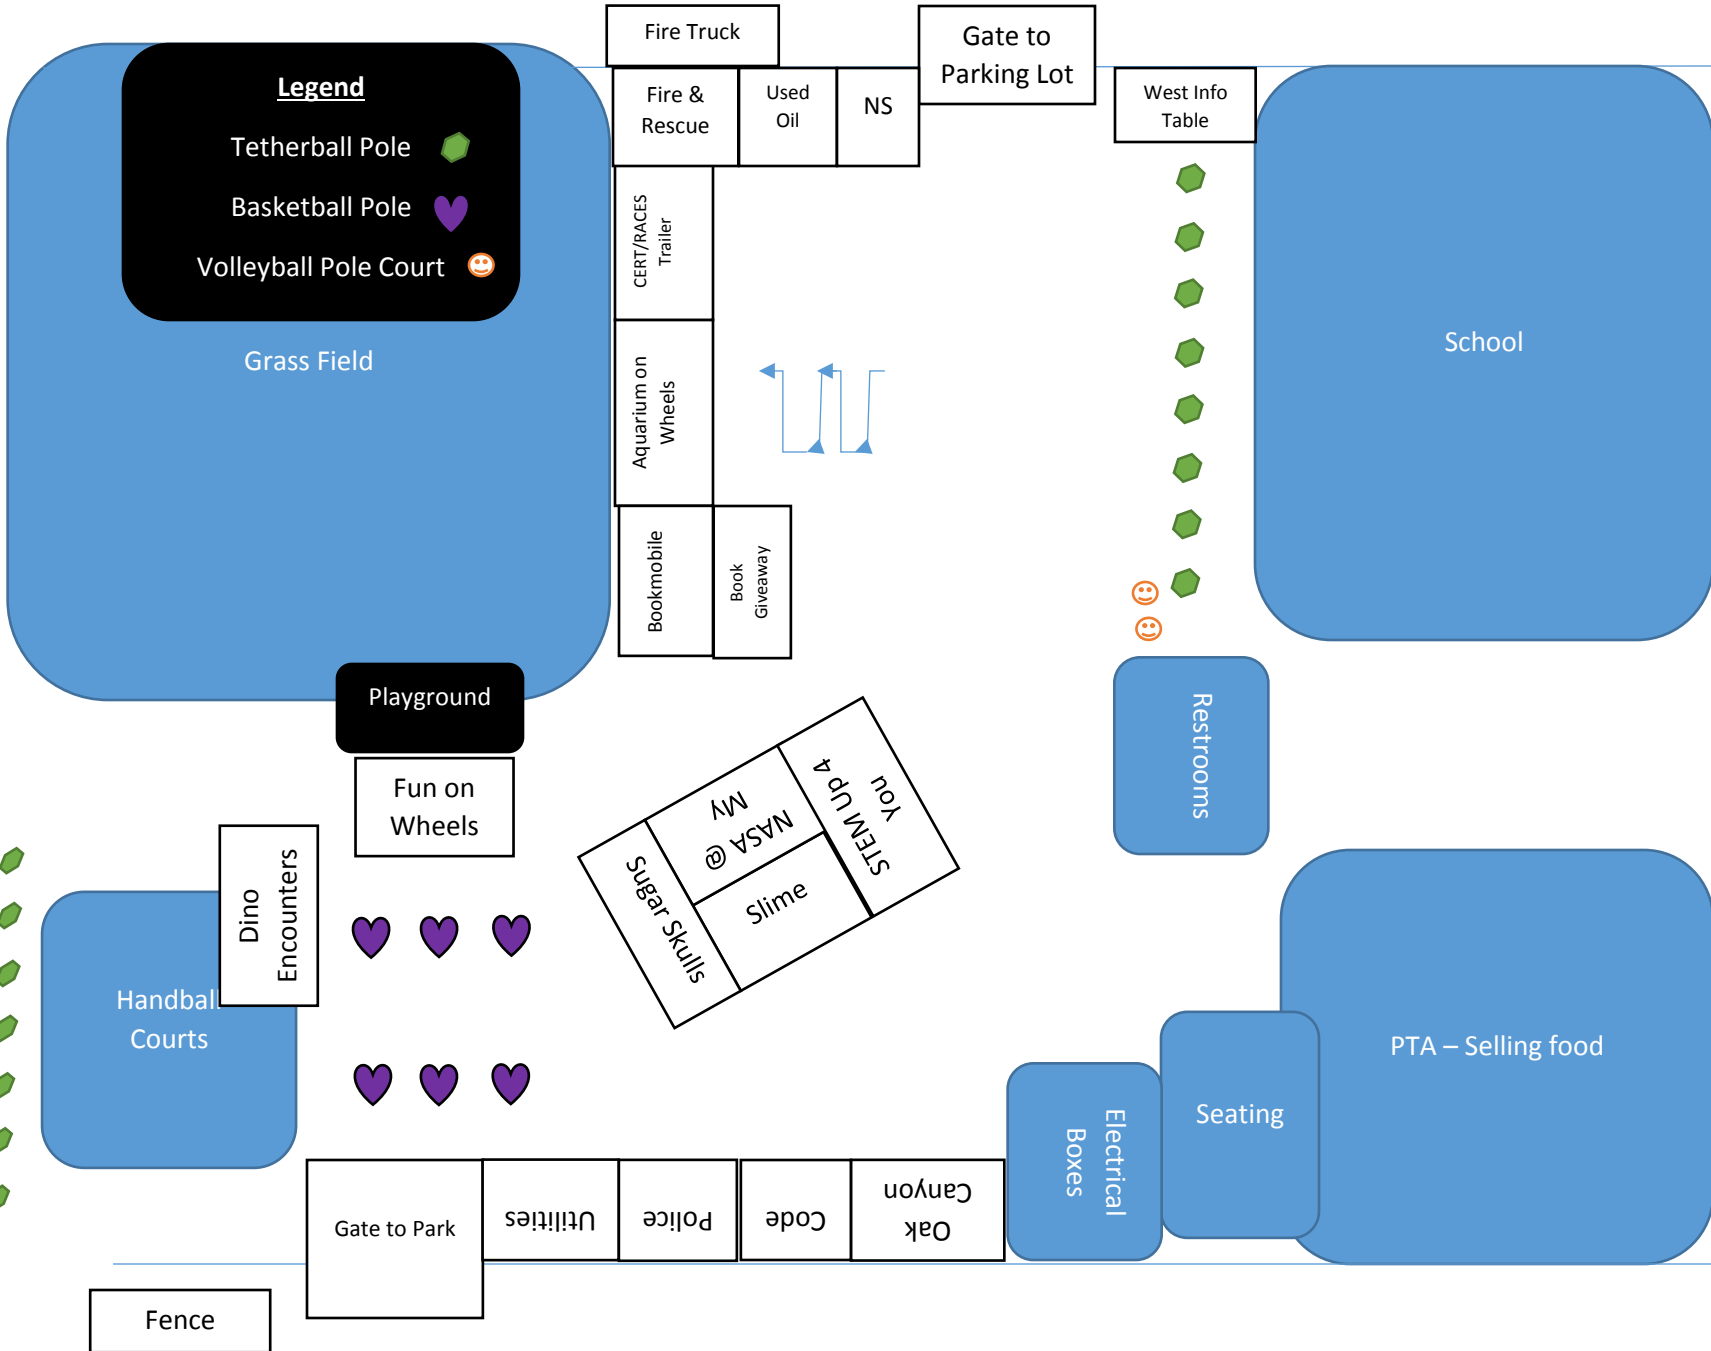 Fire Truck
Gate to
Parking Lot
Legend
Tetherball Pole
Basketball Pole
Volleyball Pole Court
Grass Field
Fire &
Rescue
Used
Oil
NS
West Info
Table
CERT/RACES
Trailer
Aquarium on
Wheels
Bookmobile
Book
Giveaway
School
Playground
Fun on
Wheels
Dino
Encounters
Handball
Courts
Sugar Skulls
NASA @
My
Slime
STEM Up 4
You
Restrooms
PTA – Selling food
Seating
Electrical
Boxes
Gate to Park
Utilities
Police
Code
Oak
Canyon
Fence